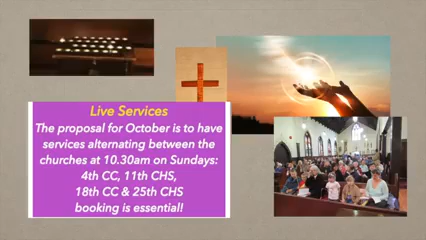 Live Services
The proposal for October is to have
services alternating between the
churches at 10.30am on Sundays:
4th CC, 11th CHS,
18th CC & 25th CHS
booking is essential!